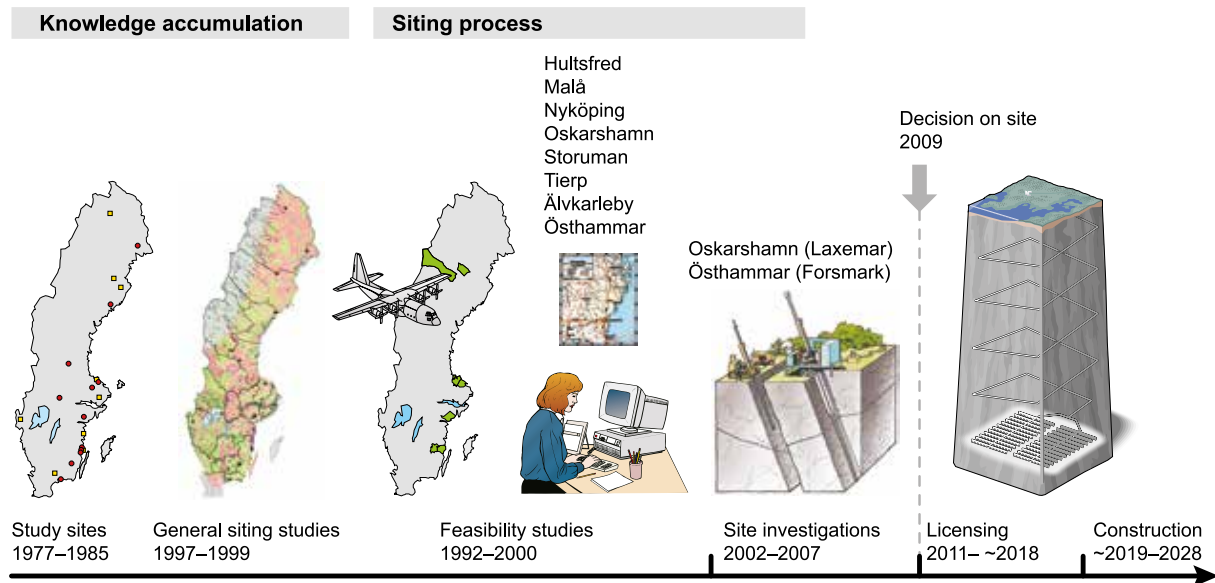 Knowledge accumulation
Siting process
Hultsfred
Malå
Nyköping
Oskarshamn
Storuman
Tierp
Älvkarleby
Östhammar
Decision on site
2009
Oskarshamn (Laxemar)
Östhammar (Forsmark)
Study sites
1977–1985
General siting studies
1997–1999
Feasibility studies
1992–2000
Site investigations
2002–2007
Licensing
2011– ~2018
Construction
~2019–2028